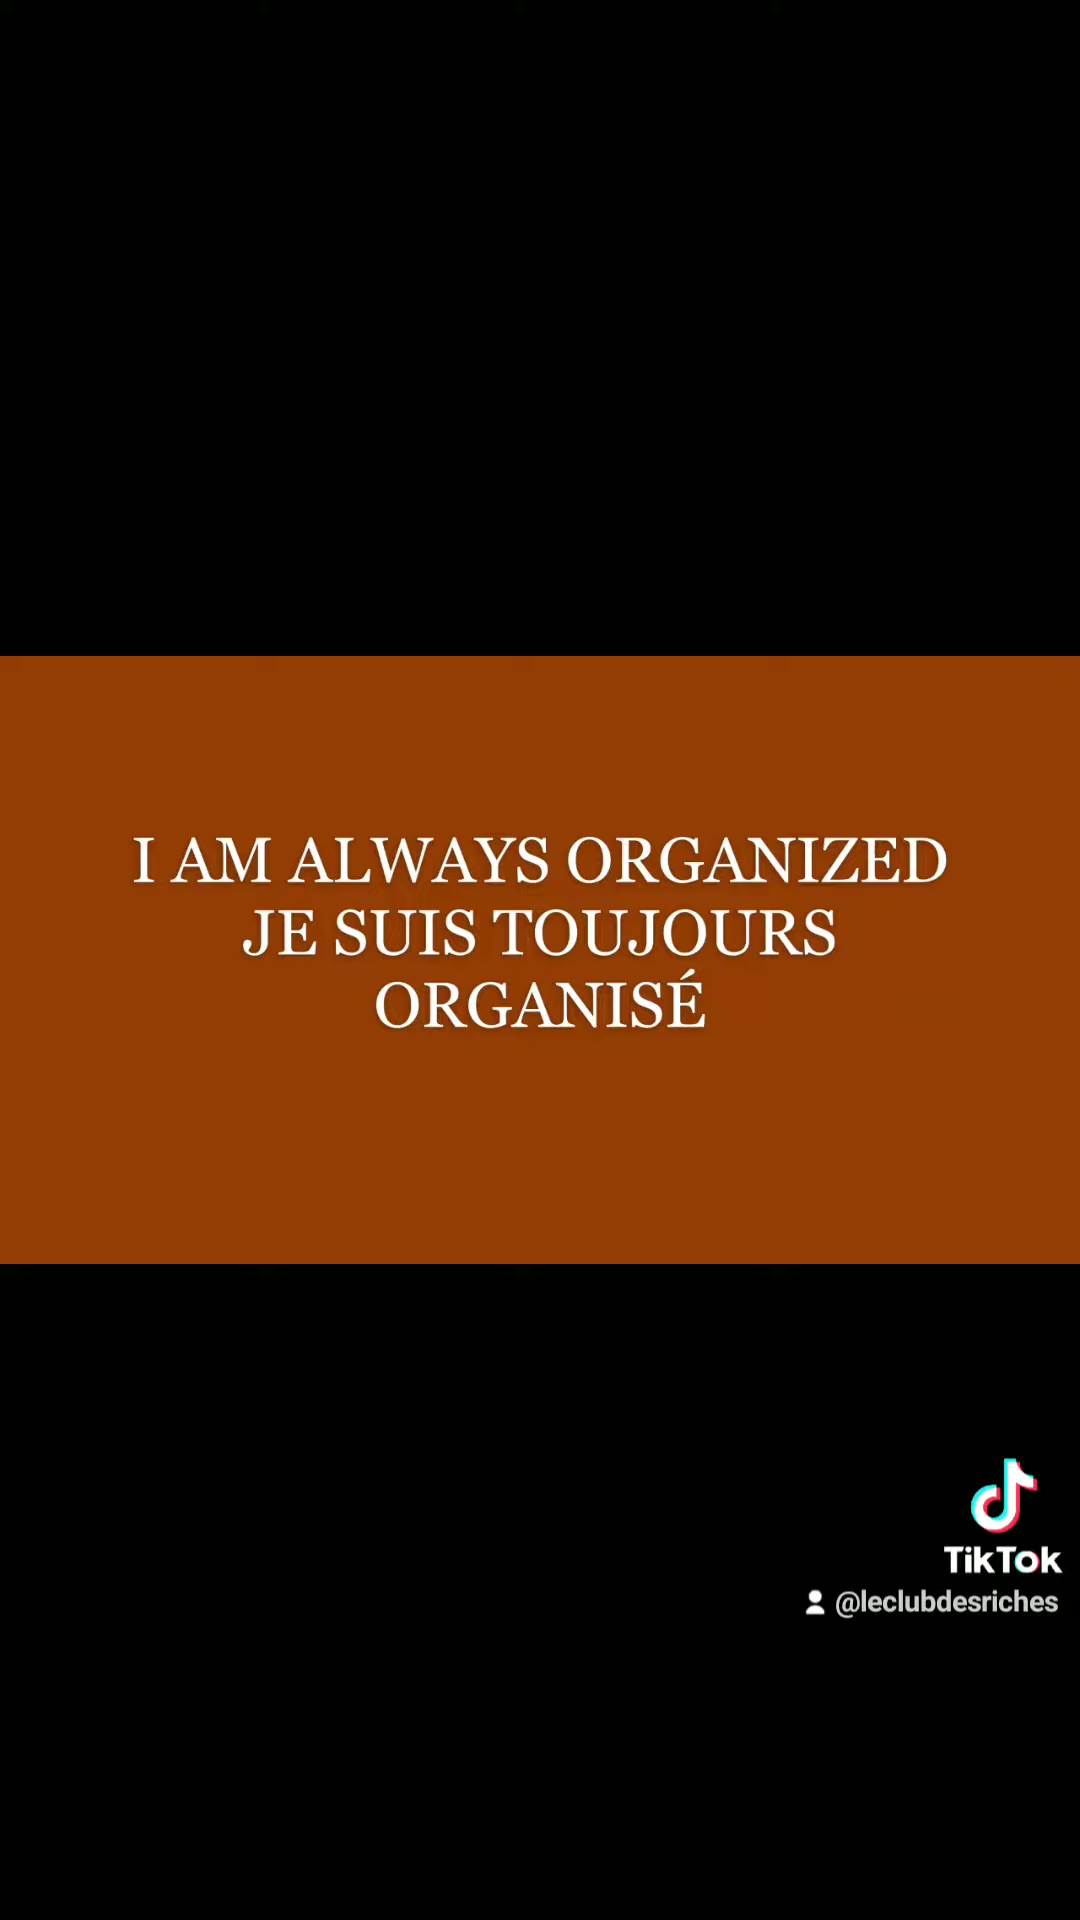 I AM ALWAYS ORGANIZED
JE SUIS TOUJOURS
ORGANISÉ
TikTok
@leclubdesriches